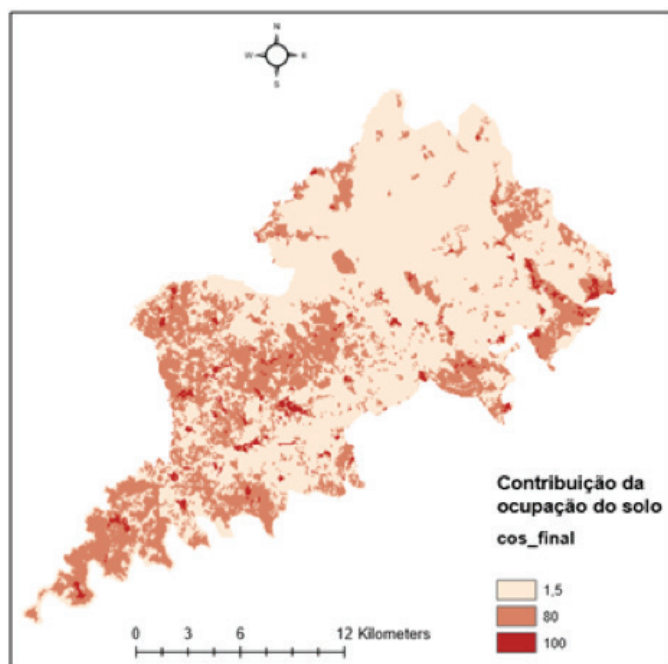 N
W E
S
Contribuição da
ocupação do solo
cos_final
1,5
80
100
0 3 6 12 Kilometers